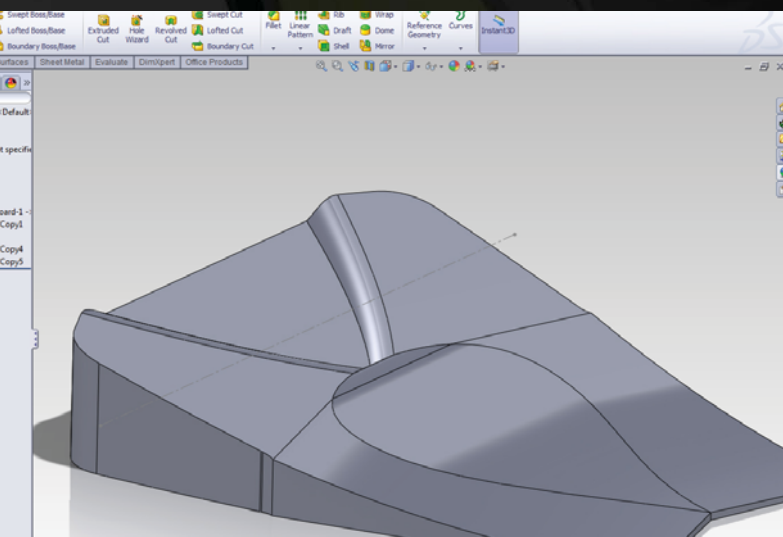 Swept Boss/Base
Lofted Boss/Base
Boundary Boss/Base
Extruded
Cut
Hole
Wizard
Revolved
Cut
Swept Cut
Lofted Cut
Boundary Cut
Fillet
Linear
Pattern
Rib
Draft
Shell
Wrap
Dome
Mirror
Reference
Geometry
Curves
Instant3D
urfaces
Sheet Metal
Evaluate
DimXpert
Office Products
Default
t specifie
oard-1 -
Copy1
Copy4
Copy5